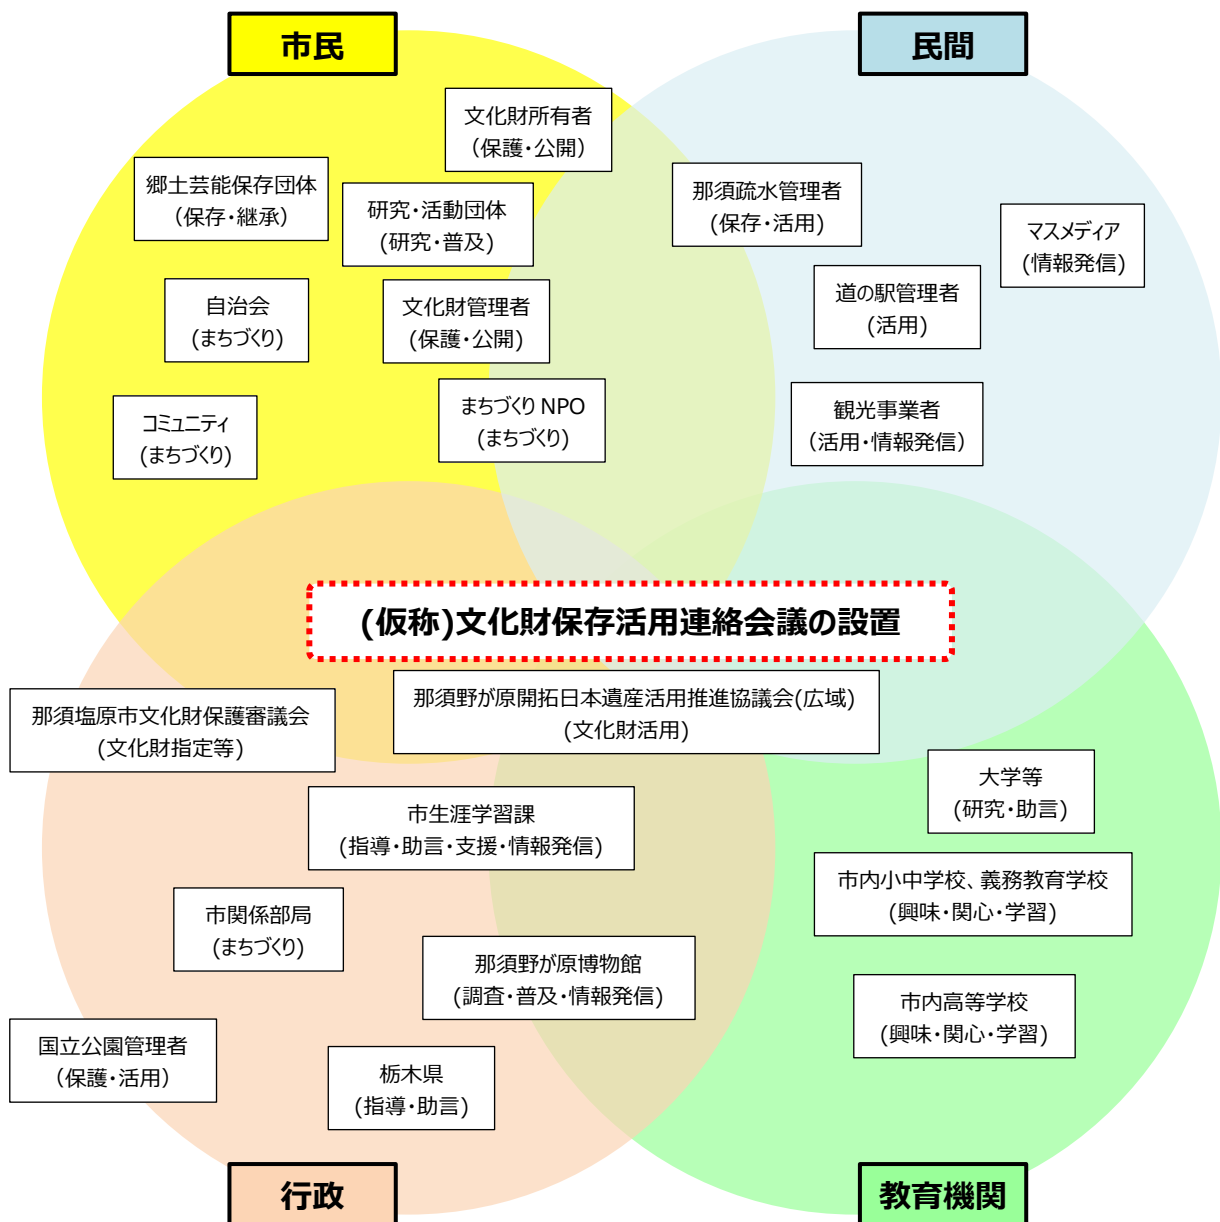 市民
民間
文化財所有者
（保護・公開）
郷土芸能保存団体
（保存・継承）
研究・活動団体
(研究・普及)
那須疏水管理者
(保存・活用)
マスメディア
(情報発信)
自治会
(まちづくり)
文化財管理者
(保護・公開)
道の駅管理者
(活用)
コミュニティ
(まちづくり)
まちづくり NPO
(まちづくり)
観光事業者
（活用・情報発信）
(仮称)文化財保存活用連絡会議の設置
那須塩原市文化財保護審議会
(文化財指定等)
那須野が原開拓日本遺産活用推進協議会(広域)
(文化財活用)
大学等
(研究・助言)
市生涯学習課
(指導・助言・支援・情報発信)
市内小中学校、義務教育学校
(興味・関心・学習)
市関係部局
(まちづくり)
那須野が原博物館
(調査・普及・情報発信)
市内高等学校
(興味・関心・学習)
国立公園管理者
（保護・活用）
栃木県
(指導・助言)
行政
教育機関